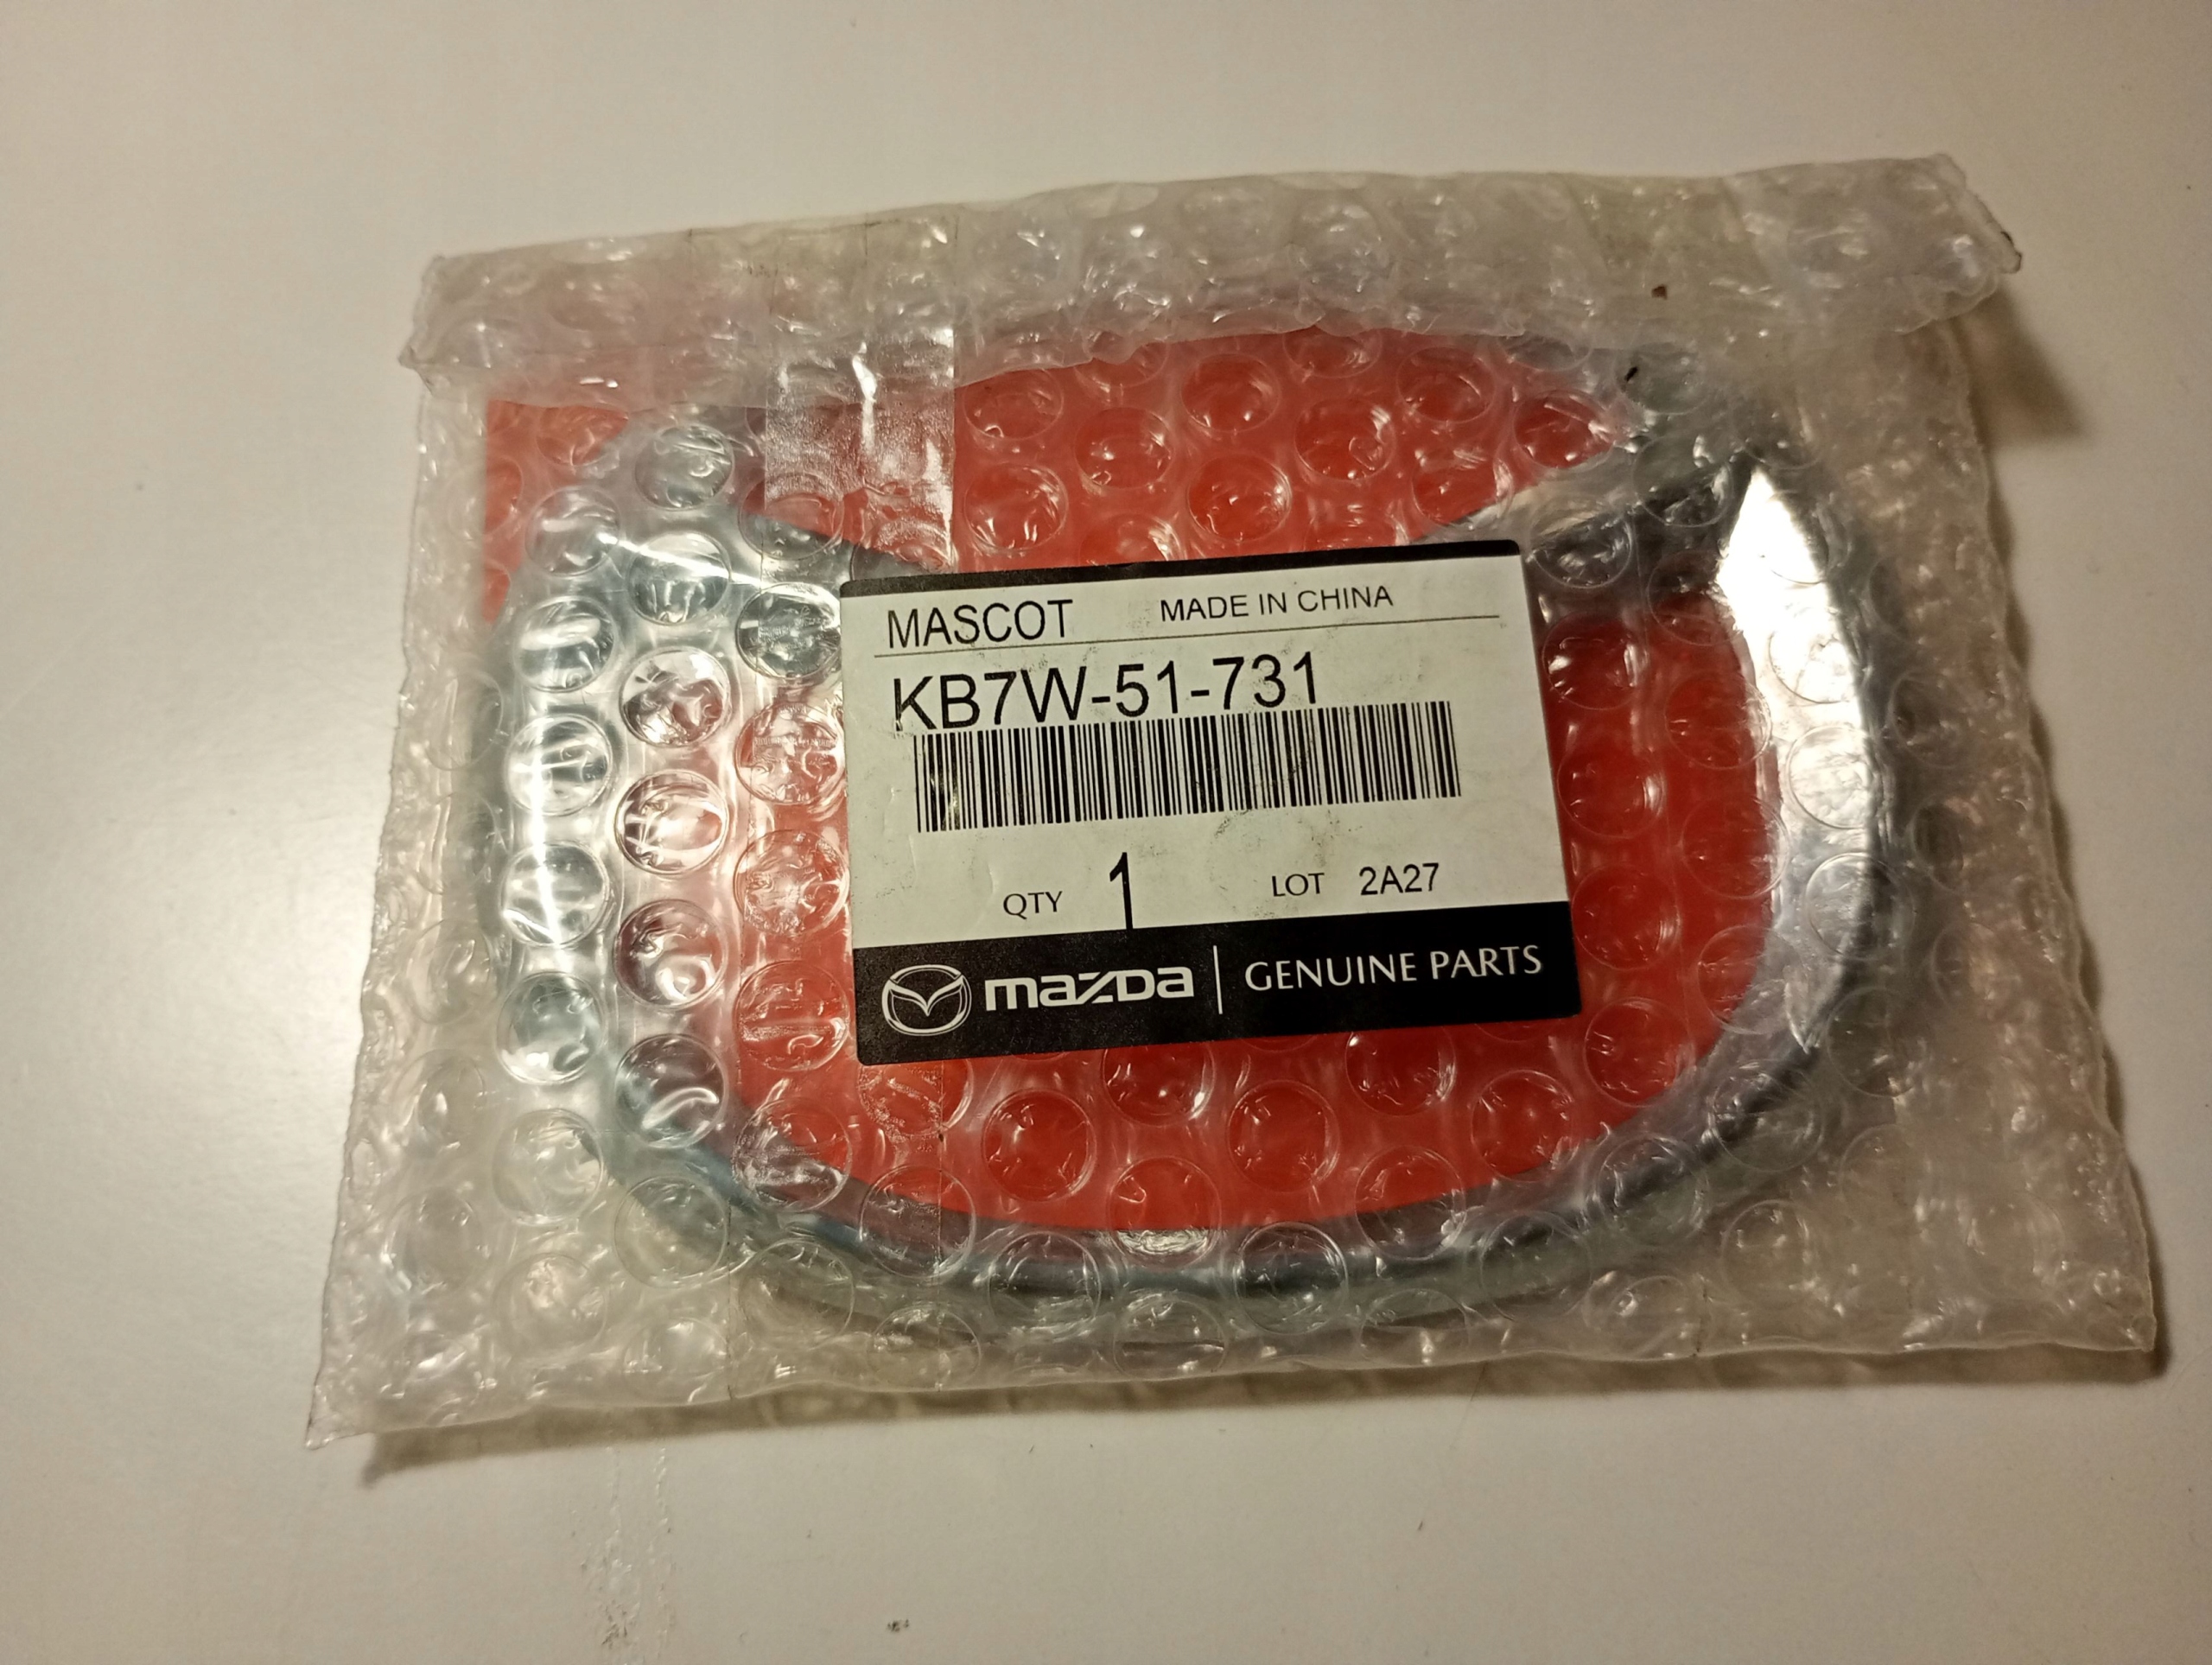 MASCOT MADE IN CHINA
KB7W-51-731
QTY 1 LOT 2A27
mazDa GENUINE PARTS